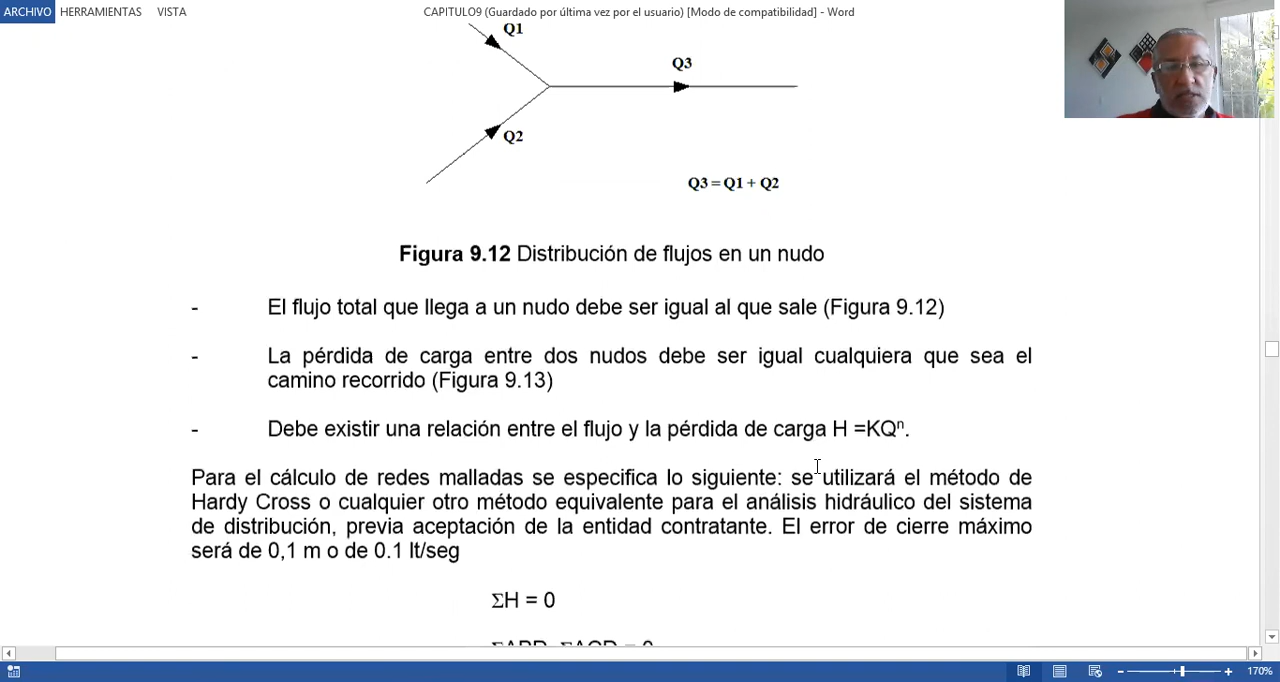 ARCHIVO HERRAMIENTAS VISTA CAPITULO9 (Guardado por última vez por el usuario) [Modo de compatibilidad] - Word
Q1
Q3
Q2
Q3 = Q1 + Q2
Figura 9.12 Distribución de flujos en un nudo
- El flujo total que llega a un nudo debe ser igual al que sale (Figura 9.12)
- La pérdida de carga entre dos nudos debe ser igual cualquiera que sea el
camino recorrido (Figura 9.13)
- Debe existir una relación entre el flujo y la pérdida de carga H =KQⁿ.
Para el cálculo de redes malladas se especifica lo siguiente: se utilizará el método de
Hardy Cross o cualquier otro método equivalente para el análisis hidráulico del sistema
de distribución, previa aceptación de la entidad contratante. El error de cierre máximo
será de 0,1 m o de 0.1 lt/seg
ΣH = 0
170%